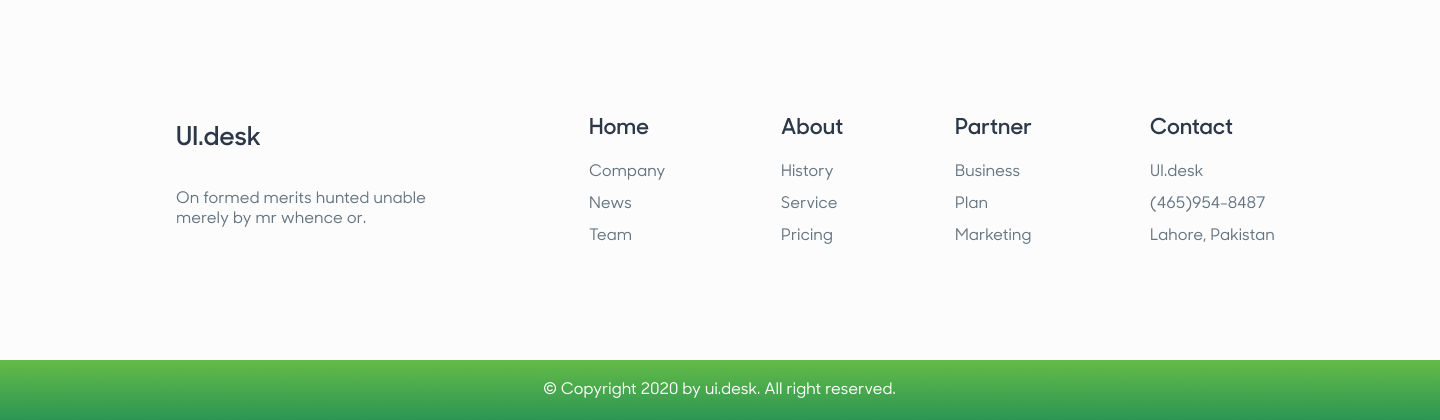 UI.desk
On formed merits hunted unable
merely by mr whence or.
Home
Company
News
Team
About
History
Service
Pricing
Partner
Business
Plan
Marketing
Contact
UI.desk
(465)954-8487
Lahore, Pakistan
© Copyright 2020 by ui.desk. All right reserved.